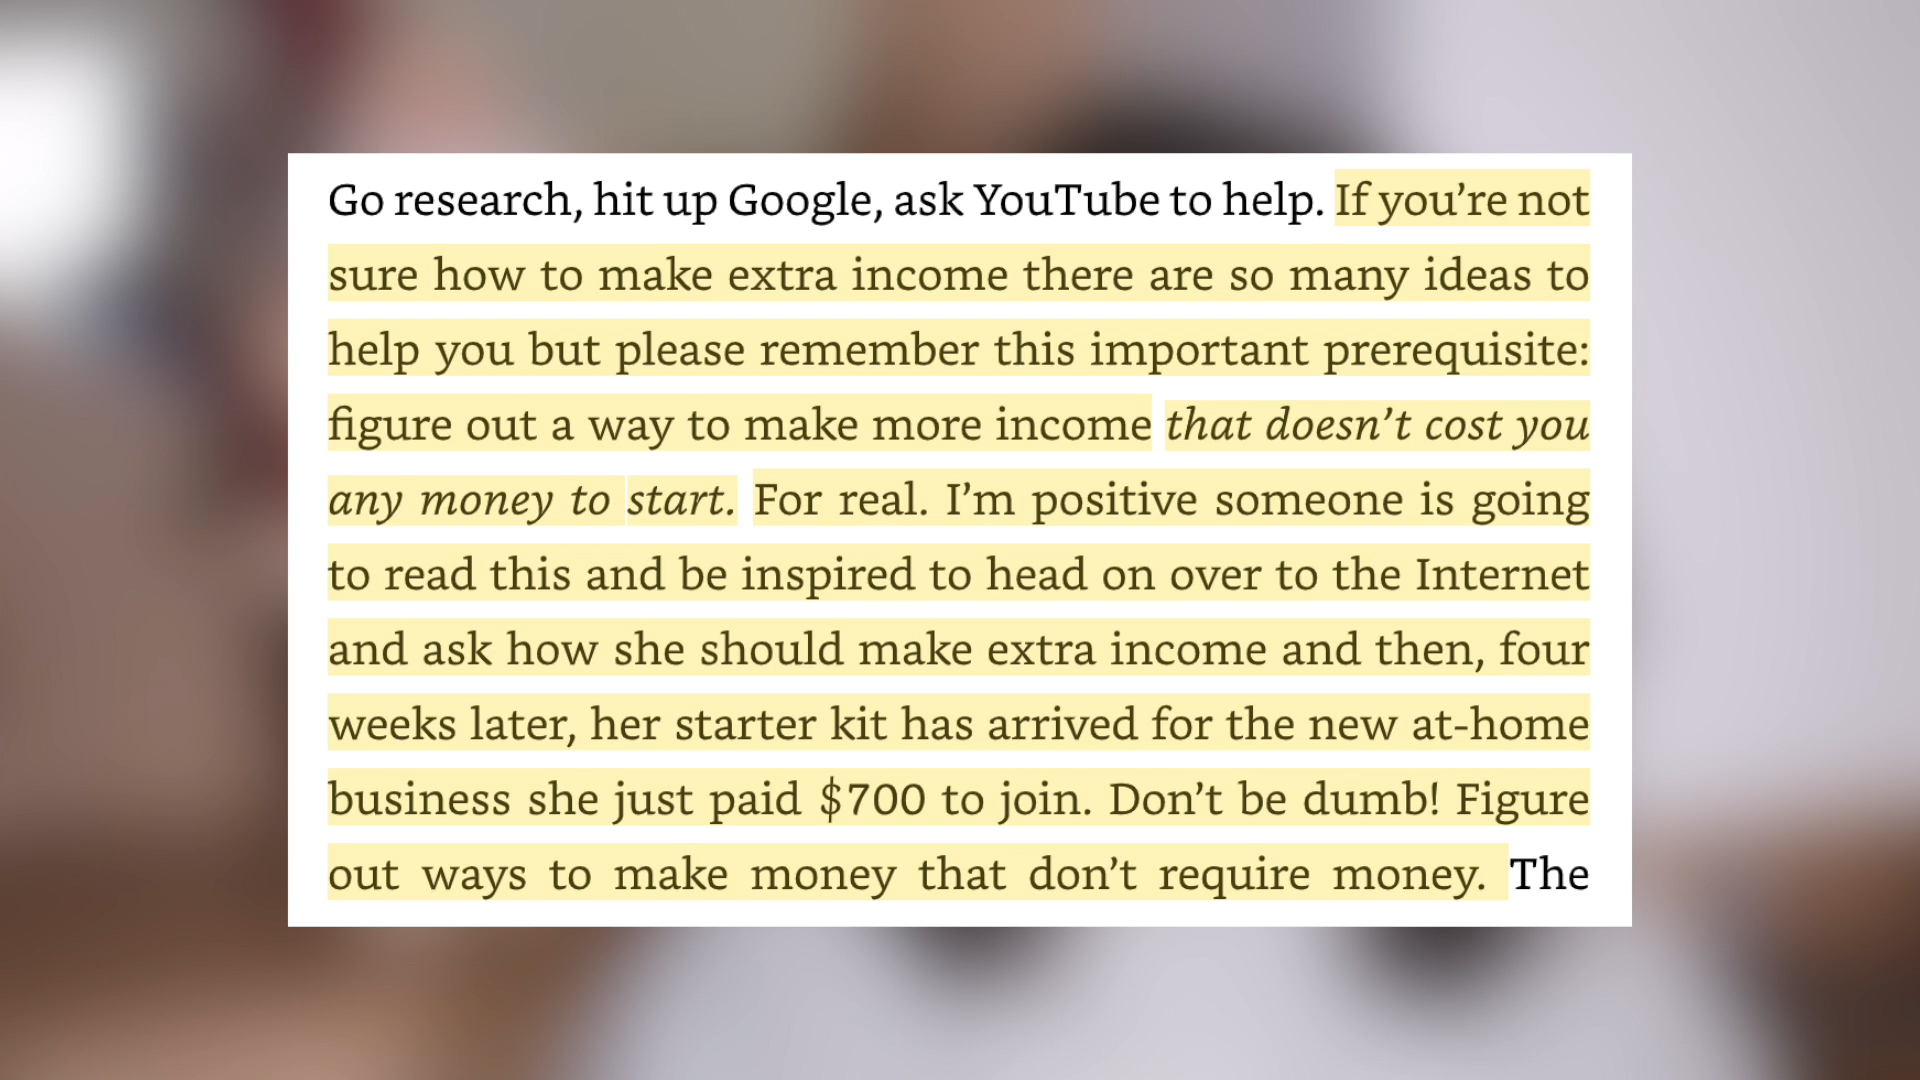 Go research, hit up Google, ask YouTube to help. If you’re not
sure how to make extra income there are so many ideas to
help you but please remember this important prerequisite:
figure out a way to make more income that doesn’t cost you
any money to start. For real. I’m positive someone is going
to read this and be inspired to head on over to the Internet
and ask how she should make extra income and then, four
weeks later, her starter kit has arrived for the new at-home
business she just paid $700 to join. Don’t be dumb! Figure
out ways to make money that don’t require money. The